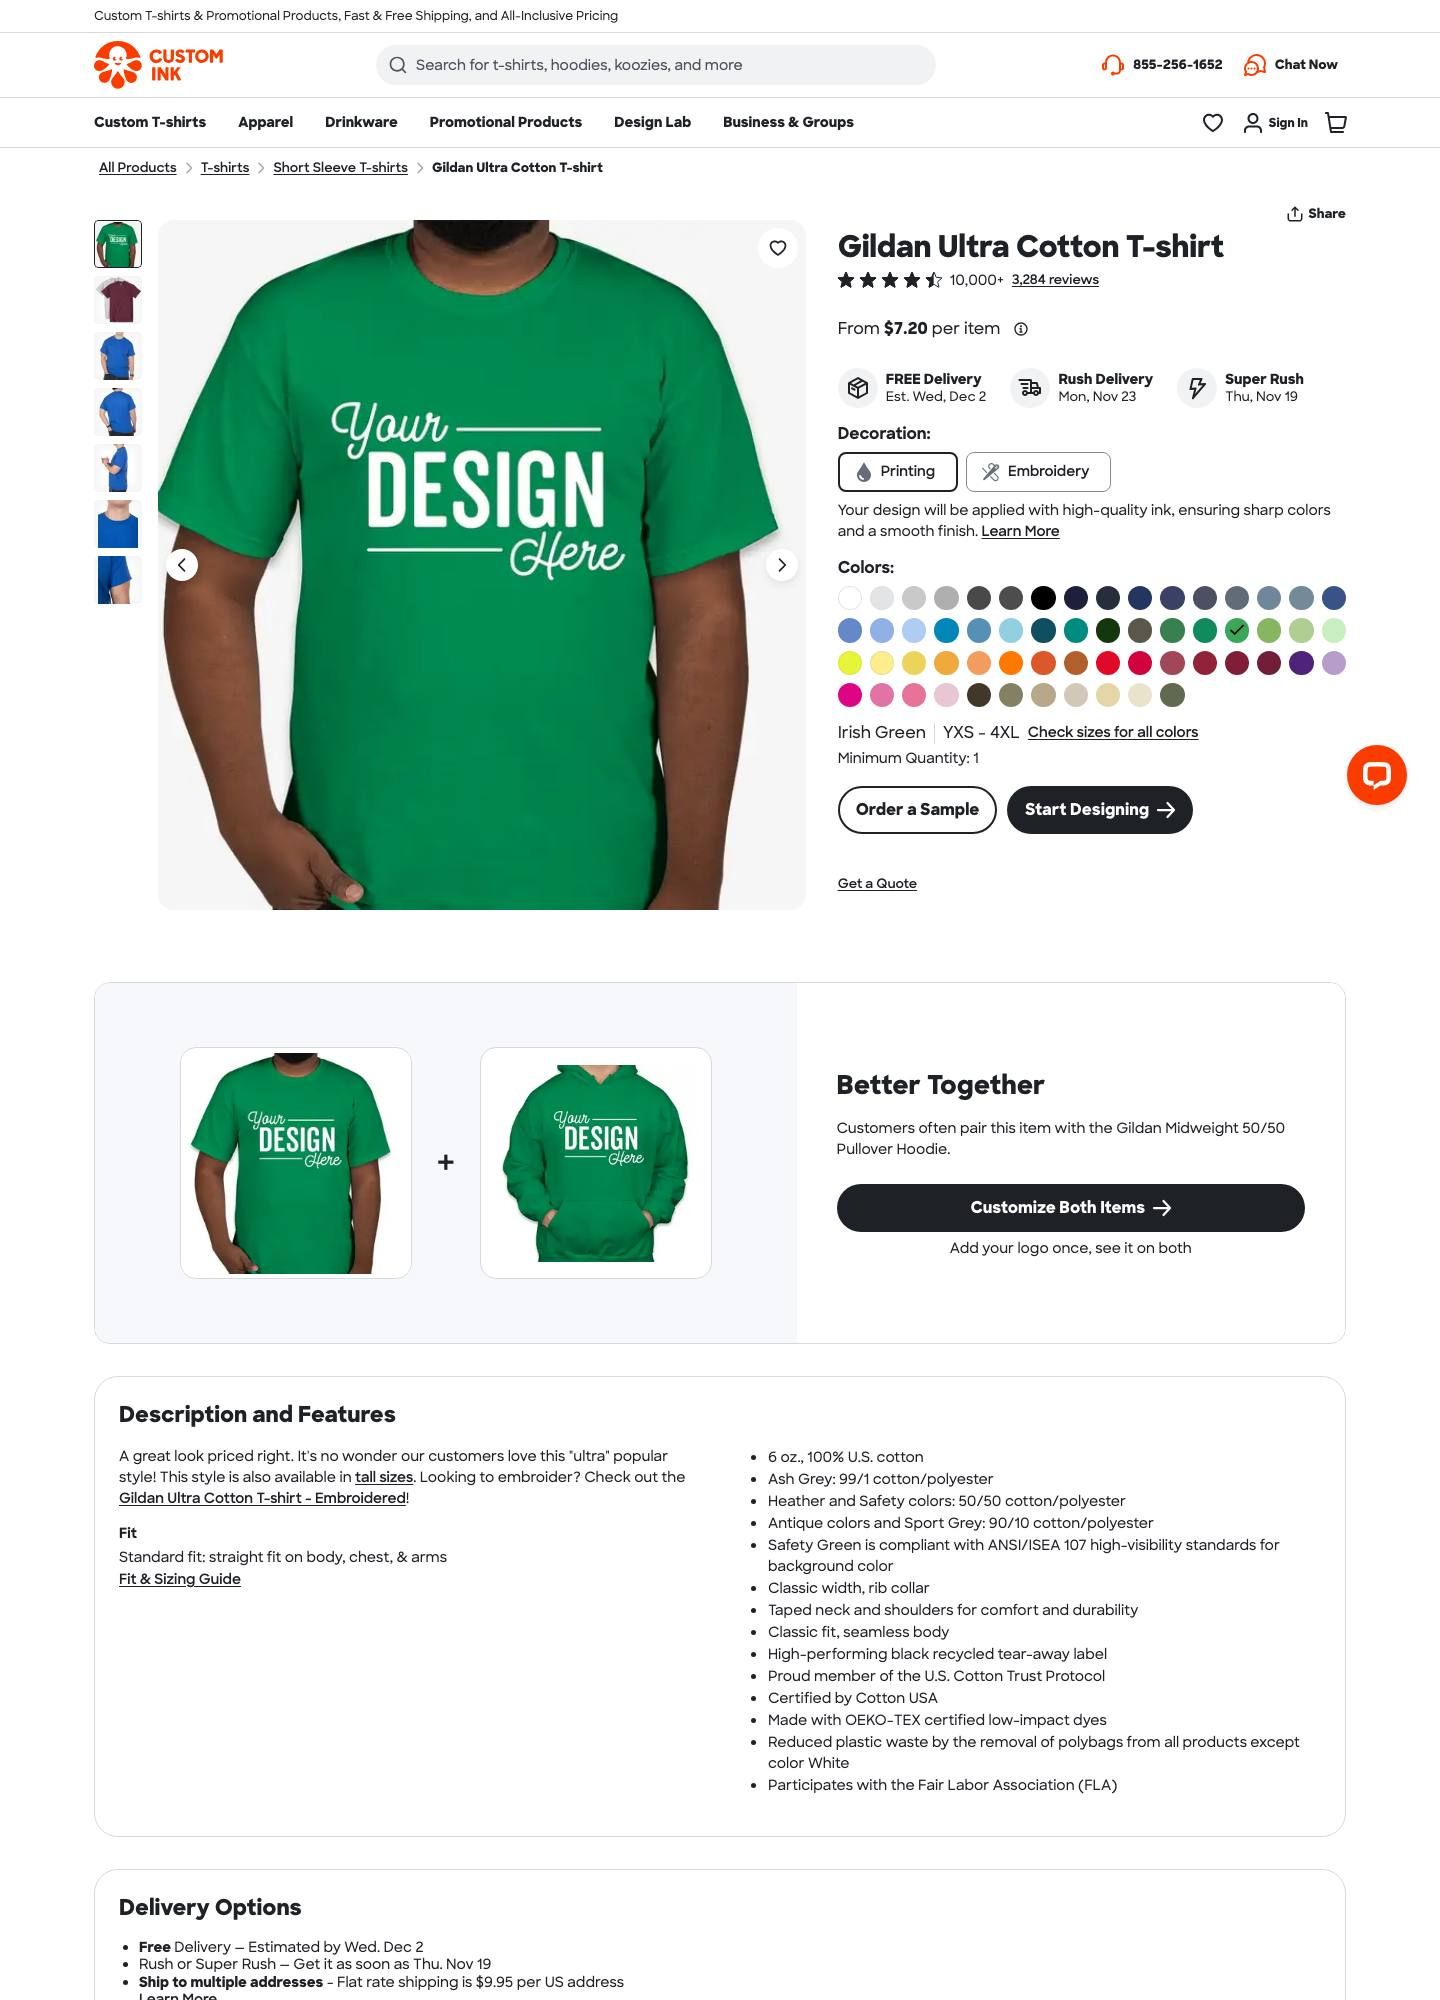 Custom T-shirts & Promotional Products, Fast & Free Shipping, and All-Inclusive Pricing
CUSTOM
INK
Search for t-shirts, hoodies, koozies, and more
855-256-1652
Chat Now
Custom T-shirts
Apparel
Drinkware
Promotional Products
Design Lab
Business & Groups
Sign In
All Products
T-shirts
Short Sleeve T-shirts
Gildan Ultra Cotton T-shirt
Share
Your
DESIGN
Here
Gildan Ultra Cotton T-shirt
10,000+ 3,284 reviews
From $7.20 per item
FREE Delivery
Est. Wed, Dec 2
Rush Delivery
Mon, Nov 23
Super Rush
Thu, Nov 19
Decoration:
Printing
Embroidery
Your design will be applied with high-quality ink, ensuring sharp colors
and a smooth finish. Learn More
Colors:
Irish Green YXS - 4XL Check sizes for all colors
Minimum Quantity: 1
Order a Sample
Start Designing
Get a Quote
Your
DESIGN
Here
+
Your
DESIGN
Here
Better Together
Customers often pair this item with the Gildan Midweight 50/50
Pullover Hoodie.
Customize Both Items
Add your logo once, see it on both
Description and Features
A great look priced right. It's no wonder our customers love this "ultra" popular
style! This style is also available in tall sizes. Looking to embroider? Check out the
Gildan Ultra Cotton T-shirt - Embroidered!
Fit
Standard fit: straight fit on body, chest, & arms
Fit & Sizing Guide
6 oz., 100% U.S. cotton
Ash Grey: 99/1 cotton/polyester
Heather and Safety colors: 50/50 cotton/polyester
Antique colors and Sport Grey: 90/10 cotton/polyester
Safety Green is compliant with ANSI/ISEA 107 high-visibility standards for
background color
Classic width, rib collar
Taped neck and shoulders for comfort and durability
Classic fit, seamless body
High-performing black recycled tear-away label
Proud member of the U.S. Cotton Trust Protocol
Certified by Cotton USA
Made with OEKO-TEX certified low-impact dyes
Reduced plastic waste by the removal of polybags from all products except
color White
Participates with the Fair Labor Association (FLA)
Delivery Options
Free Delivery — Estimated by Wed. Dec 2
Rush or Super Rush — Get it as soon as Thu. Nov 19
Ship to multiple addresses - Flat rate shipping is $9.95 per US address
Learn More